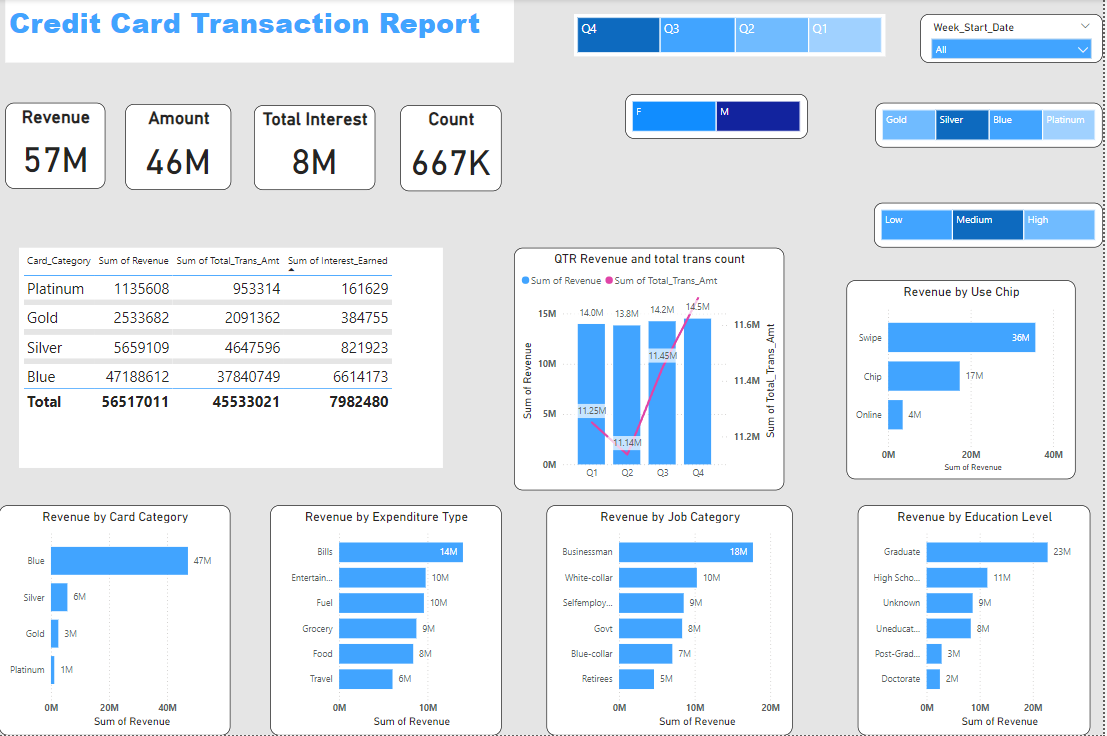 Credit Card Transaction Report
Q4 Q3 Q2 Q1
Week_Start_Date
All
F M
Gold Silver Blue Platinum
Low Medium High
Revenue
57M
Amount
46M
Total Interest
8M
Count
667K
Card_Category Sum of Revenue Sum of Total_Trans_Amt Sum of Interest_Earned
Platinum 1135608 953314 161629
Gold 2533682 2091362 384755
Silver 5659109 4647596 821923
Blue 47188612 37840749 6614173
Total 56517011 45533021 7982480
QTR Revenue and total trans count
Sum of Revenue Sum of Total_Trans_Amt
Sum of Revenue
15M
10M
5M
0M
14.0M 13.8M 14.2M 14.5M
11.25M 11.14M 11.45M
Q1 Q2 Q3 Q4
11.6M
11.4M
11.2M
Sum of Total_Trans_Amt
Revenue by Use Chip
Swipe 36M
Chip 17M
Online 4M
0M 20M 40M
Sum of Revenue
Revenue by Card Category
Blue 47M
Silver 6M
Gold 3M
Platinum 1M
0M 20M 40M
Sum of Revenue
Revenue by Expenditure Type
Bills 14M
Entertain... 10M
Fuel 10M
Grocery 9M
Food 8M
Travel 6M
0M 10M
Sum of Revenue
Revenue by Job Category
Businessman 18M
White-collar 10M
Selfemploy... 9M
Govt 8M
Blue-collar 7M
Retirees 5M
0M 10M 20M
Sum of Revenue
Revenue by Education Level
Graduate 23M
High Scho... 11M
Unknown 9M
Uneducat... 8M
Post-Grad... 3M
Doctorate 2M
0M 10M 20M
Sum of Revenue